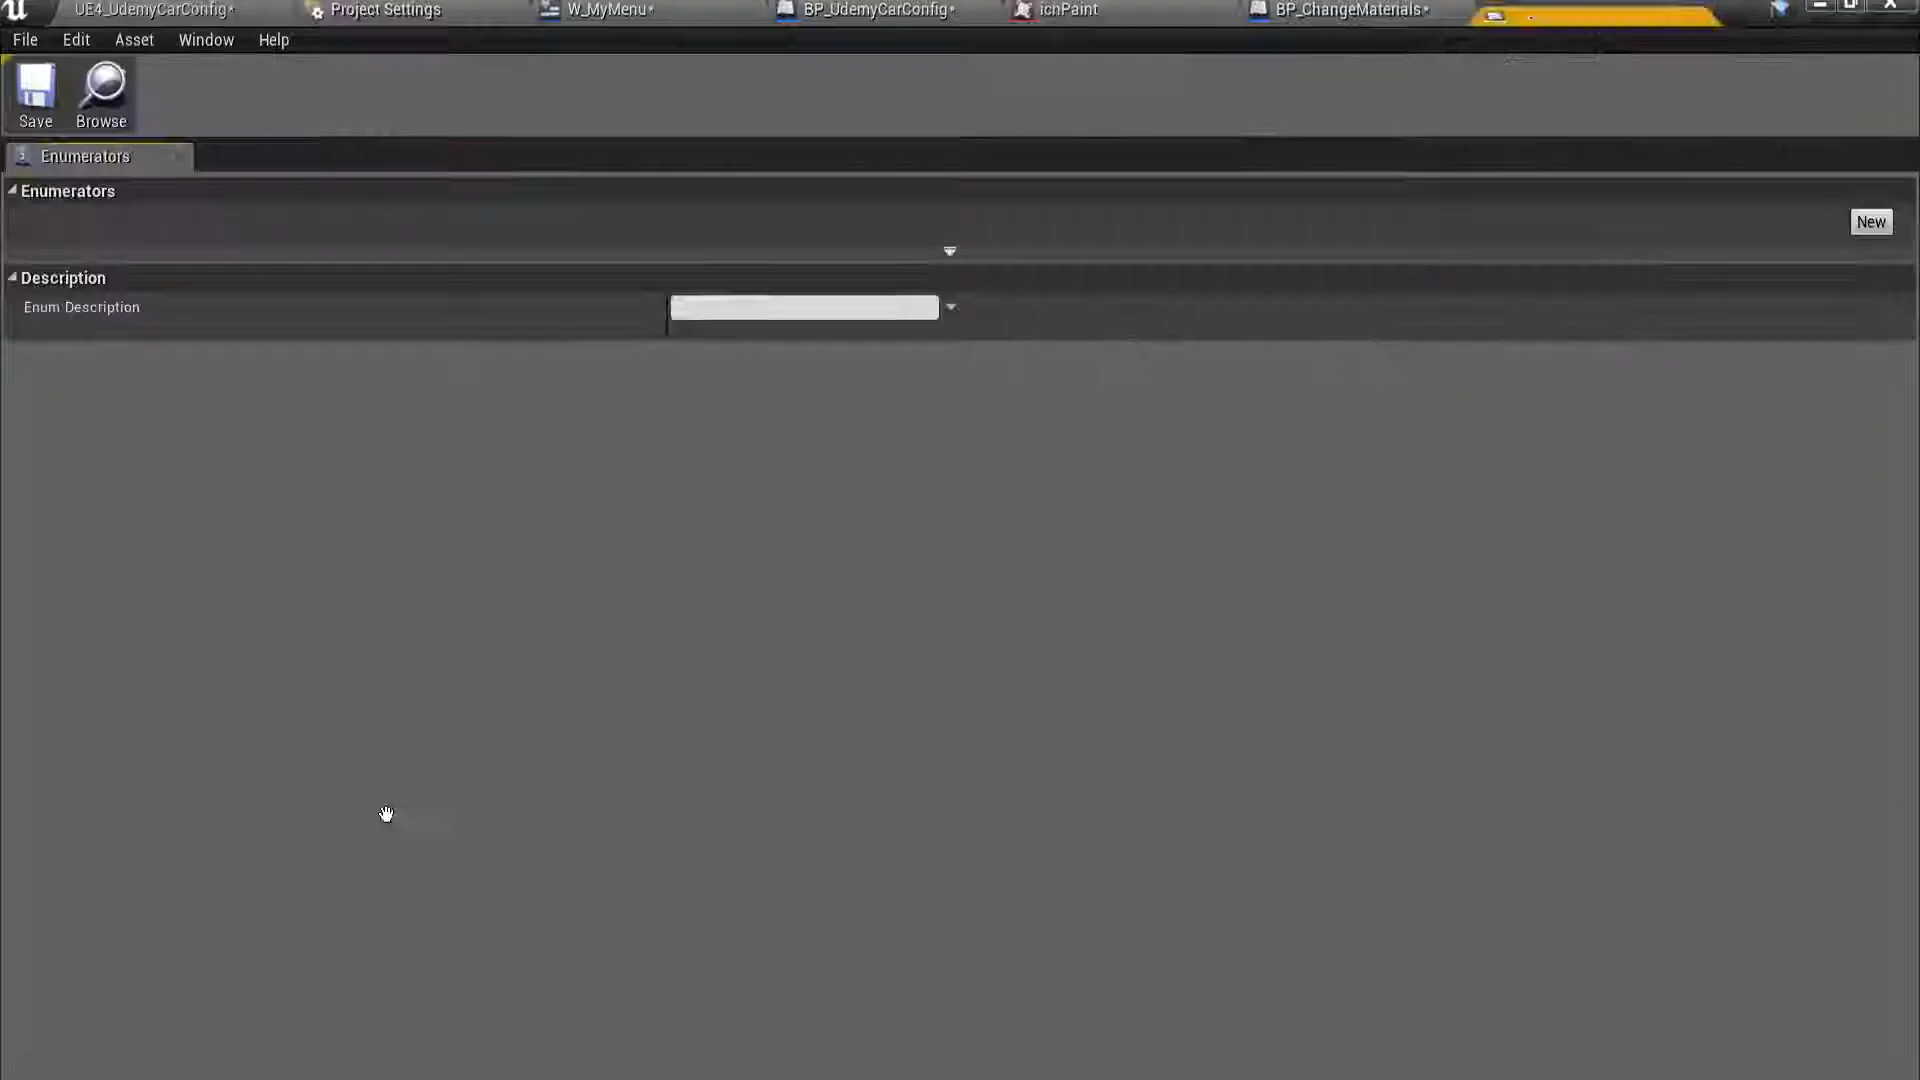 UE4_UdemyCarConfig*
Project Settings
W_MyMenu*
BP_UdemyCarConfig*
icnPaint
BP_ChangeMaterials*
File Edit Asset Window Help
Save Browse
Enumerators
Enumerators
New
Description
Enum Description